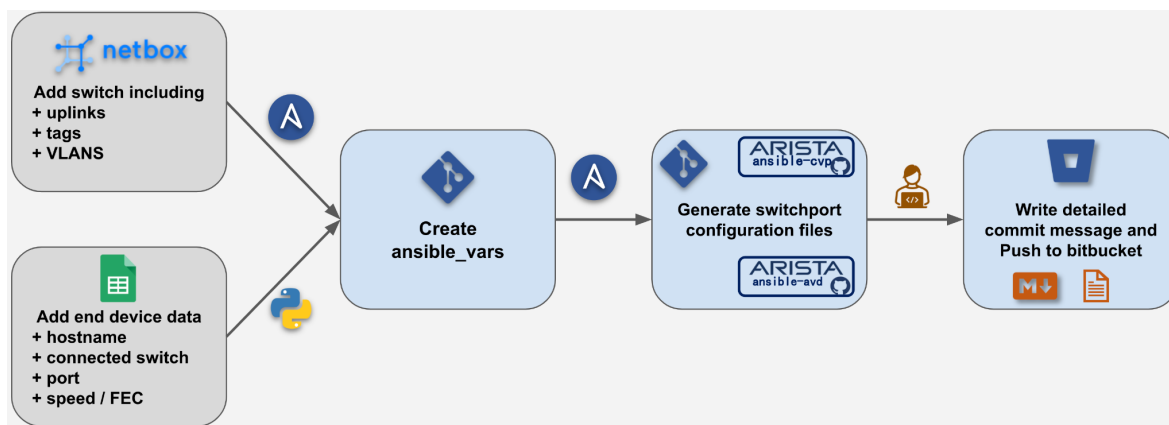 netbox
Add switch including
+ uplinks
+ tags
+ VLANS
Add end device data
+ hostname
+ connected switch
+ port
+ speed / FEC
Create
ansible_vars
ARISTA
ansible-cvp
Generate switchport
configuration files
ARISTA
ansible-avd
Write detailed
commit message and
Push to bitbucket
M